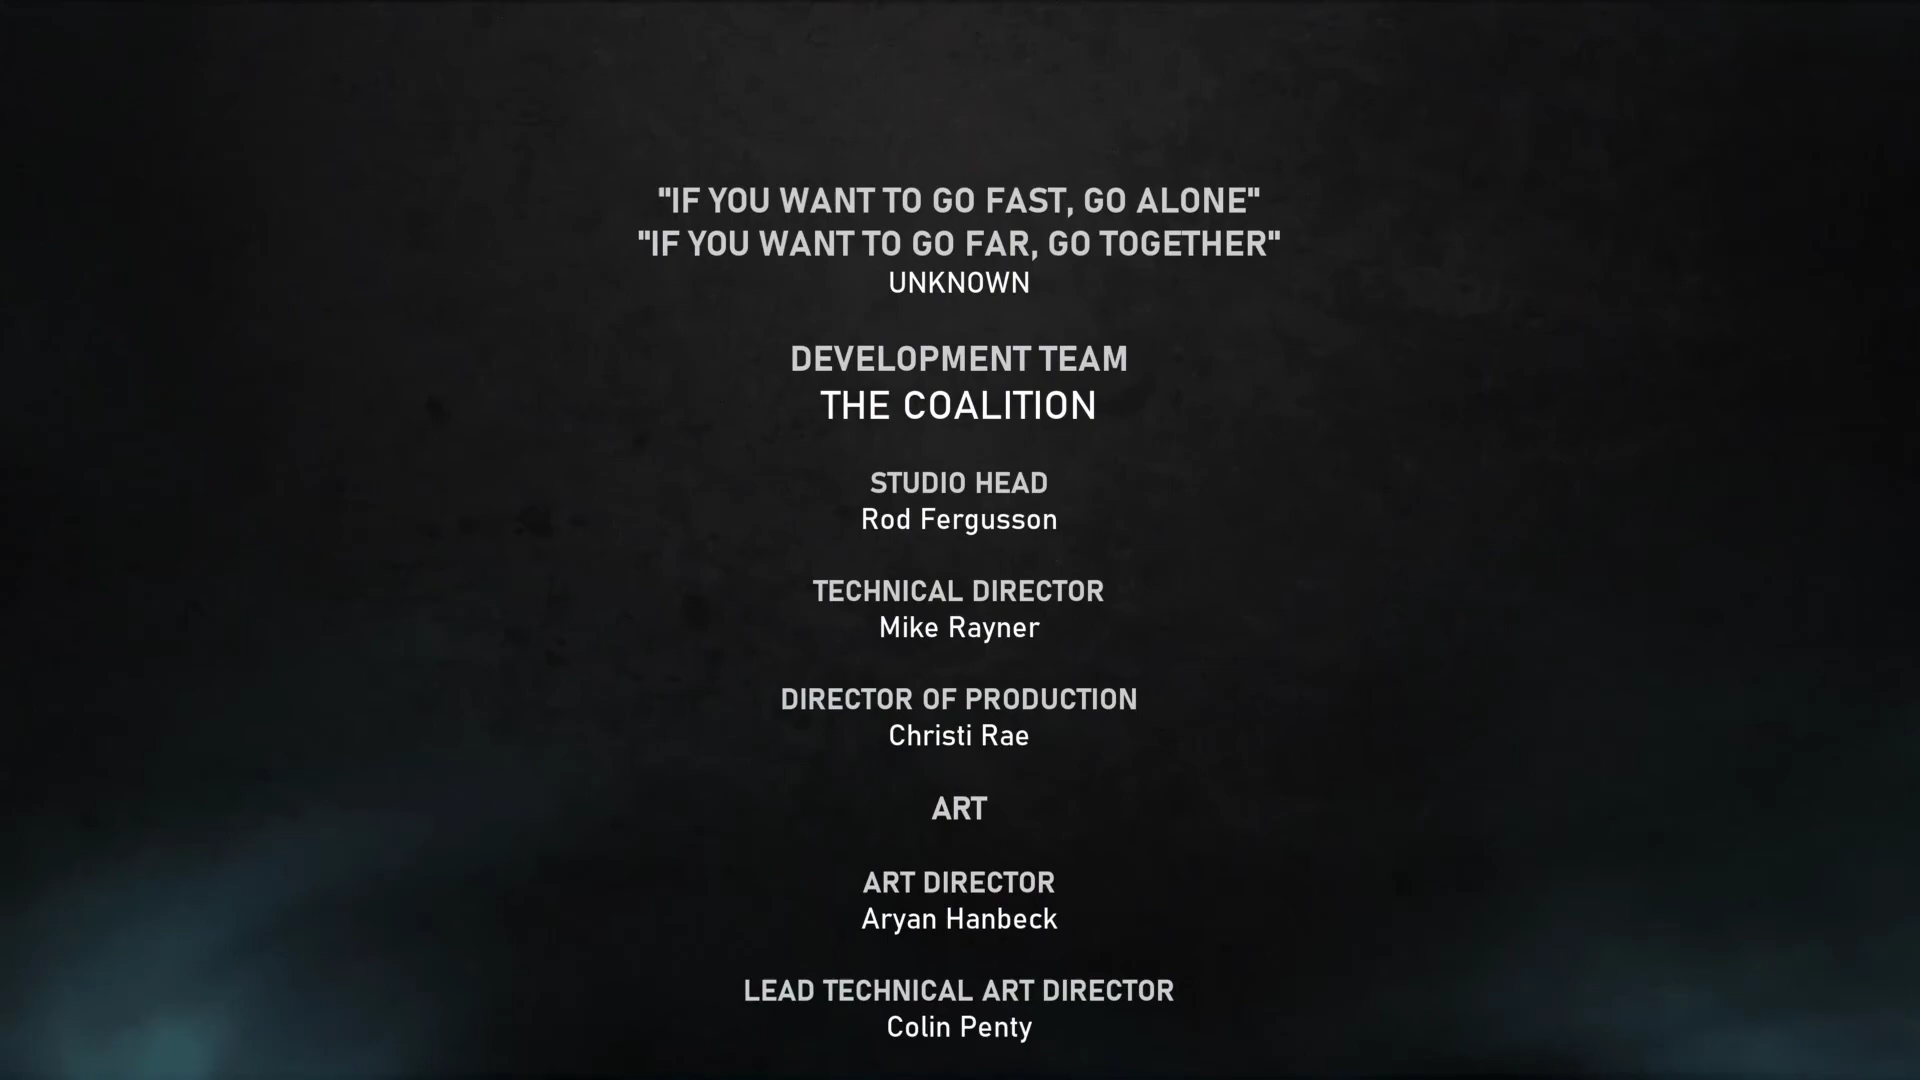 "IF YOU WANT TO GO FAST, GO ALONE"
"IF YOU WANT TO GO FAR, GO TOGETHER"
UNKNOWN
DEVELOPMENT TEAM
THE COALITION
STUDIO HEAD
Rod Fergusson
TECHNICAL DIRECTOR
Mike Rayner
DIRECTOR OF PRODUCTION
Christi Rae
ART
ART DIRECTOR
Aryan Hanbeck
LEAD TECHNICAL ART DIRECTOR
Colin Penty